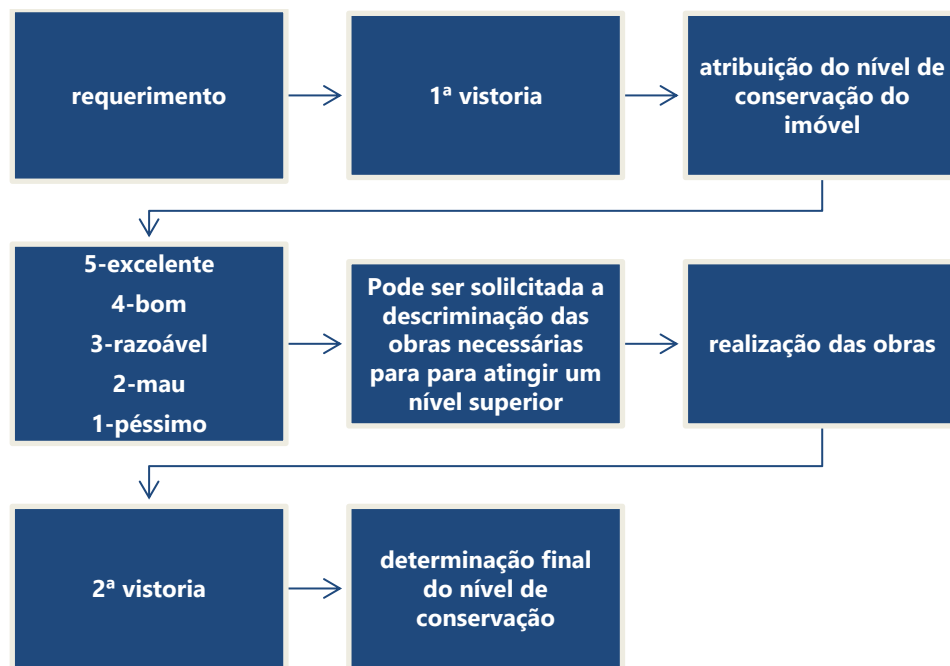 requerimento
1ª vistoria
atribuição do nível de
conservação do
imóvel
5-excelente
4-bom
3-razoável
2-mau
1-péssimo
Pode ser solilcitada a
descriminação das
obras necessárias
para para atingir um
nível superior
realização das obras
2ª vistoria
determinação final
do nível de
conservação